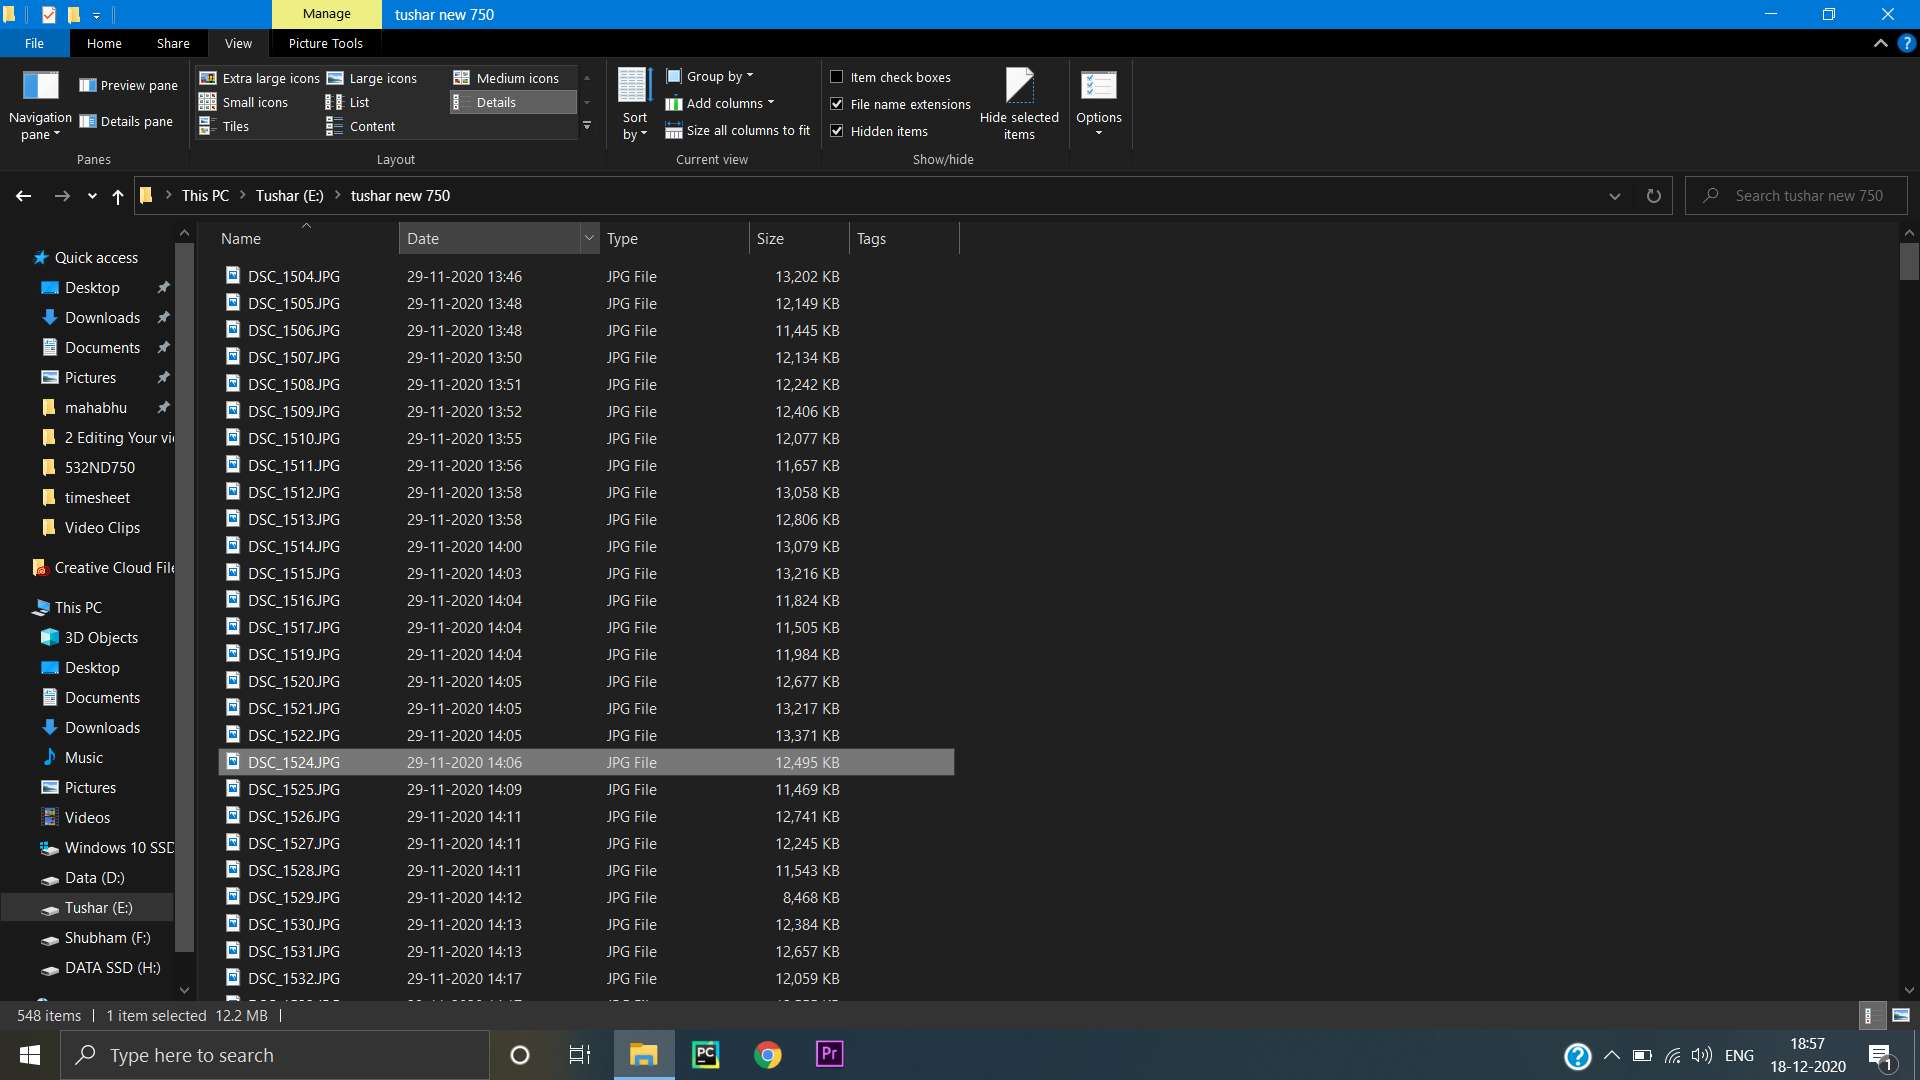 Manage
tushar new 750
File
Home
Share
View
Picture Tools
Navigation pane
Preview pane
Details pane
Panes
Extra large icons
Large icons
Medium icons
Small icons
List
Details
Tiles
Content
Layout
Sort by
Group by
Add columns
Size all columns to fit
Current view
Item check boxes
File name extensions
Hidden items
Hide selected items
Show/hide
Options
This PC
Tushar (E:)
tushar new 750
Search tushar new 750
Quick access
Desktop
Downloads
Documents
Pictures
mahabhu
2 Editing Your vi
532ND750
timesheet
Video Clips
Creative Cloud File
This PC
3D Objects
Desktop
Documents
Downloads
Music
Pictures
Videos
Windows 10 SSD
Data (D:)
Tushar (E:)
Shubham (F:)
DATA SSD (H:)
Name Date Type Size Tags
DSC_1504.JPG 29-11-2020 13:46 JPG File 13,202 KB
DSC_1505.JPG 29-11-2020 13:48 JPG File 12,149 KB
DSC_1506.JPG 29-11-2020 13:48 JPG File 11,445 KB
DSC_1507.JPG 29-11-2020 13:50 JPG File 12,134 KB
DSC_1508.JPG 29-11-2020 13:51 JPG File 12,242 KB
DSC_1509.JPG 29-11-2020 13:52 JPG File 12,406 KB
DSC_1510.JPG 29-11-2020 13:55 JPG File 12,077 KB
DSC_1511.JPG 29-11-2020 13:56 JPG File 11,657 KB
DSC_1512.JPG 29-11-2020 13:58 JPG File 13,058 KB
DSC_1513.JPG 29-11-2020 13:58 JPG File 12,806 KB
DSC_1514.JPG 29-11-2020 14:00 JPG File 13,079 KB
DSC_1515.JPG 29-11-2020 14:03 JPG File 13,216 KB
DSC_1516.JPG 29-11-2020 14:04 JPG File 11,824 KB
DSC_1517.JPG 29-11-2020 14:04 JPG File 11,505 KB
DSC_1519.JPG 29-11-2020 14:04 JPG File 11,984 KB
DSC_1520.JPG 29-11-2020 14:05 JPG File 12,677 KB
DSC_1521.JPG 29-11-2020 14:05 JPG File 13,217 KB
DSC_1522.JPG 29-11-2020 14:05 JPG File 13,371 KB
DSC_1524.JPG 29-11-2020 14:06 JPG File 12,495 KB
DSC_1525.JPG 29-11-2020 14:09 JPG File 11,469 KB
DSC_1526.JPG 29-11-2020 14:11 JPG File 12,741 KB
DSC_1527.JPG 29-11-2020 14:11 JPG File 12,245 KB
DSC_1528.JPG 29-11-2020 14:11 JPG File 11,543 KB
DSC_1529.JPG 29-11-2020 14:12 JPG File 8,468 KB
DSC_1530.JPG 29-11-2020 14:13 JPG File 12,384 KB
DSC_1531.JPG 29-11-2020 14:13 JPG File 12,657 KB
DSC_1532.JPG 29-11-2020 14:17 JPG File 12,059 KB
548 items 1 item selected 12.2 MB
Type here to search
PC
Pr
ENG
18:57
18-12-2020
1